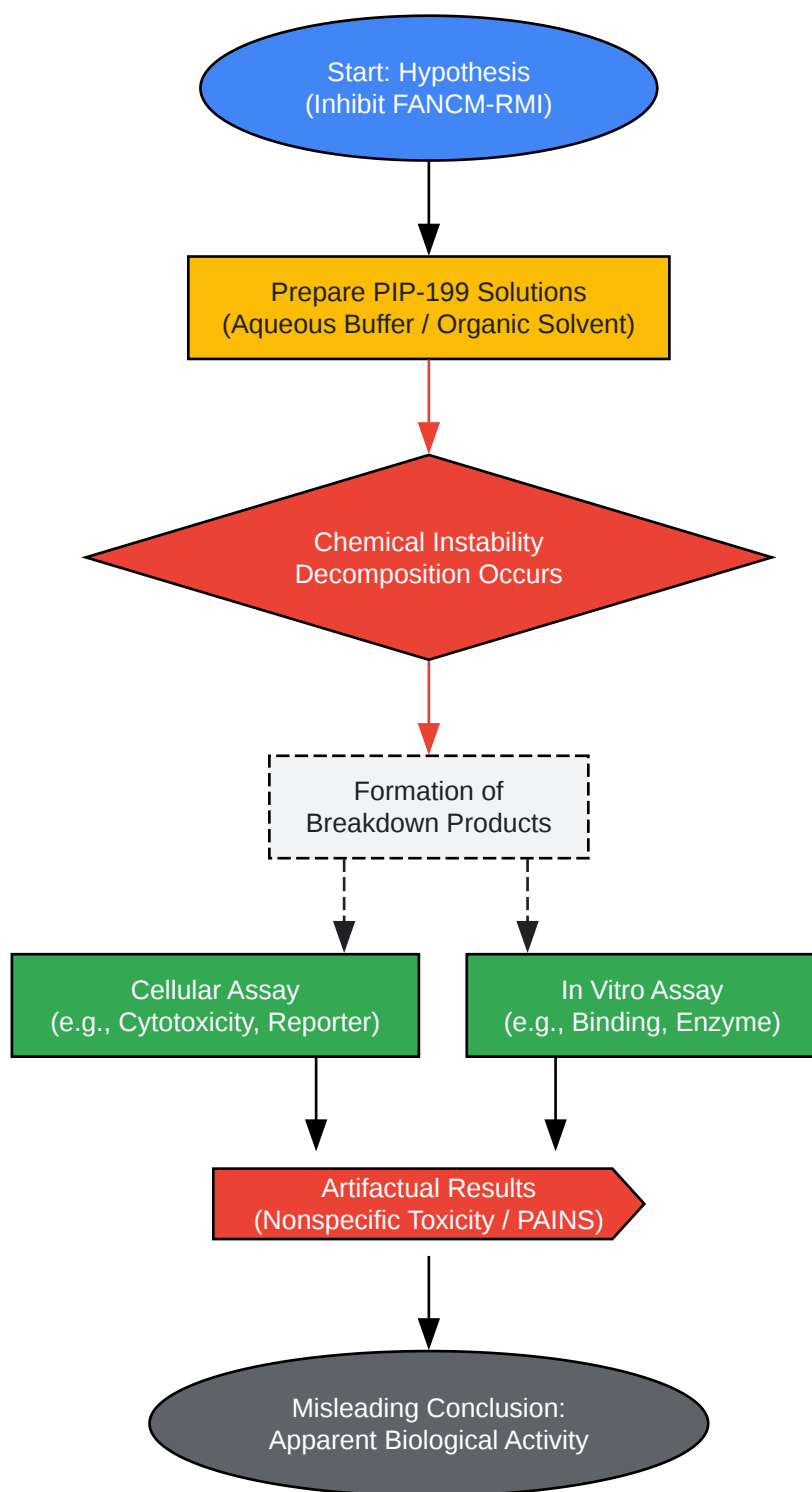 Start: Hypothesis
(Inhibit FANCM-RMI)
Prepare PIP-199 Solutions
(Aqueous Buffer / Organic Solvent)
Chemical Instability
Decomposition Occurs
Formation of
Breakdown Products
Cellular Assay
(e.g., Cytotoxicity, Reporter)
In Vitro Assay
(e.g., Binding, Enzyme)
Artifactual Results
(Nonspecific Toxicity / PAINS)
Misleading Conclusion:
Apparent Biological Activity